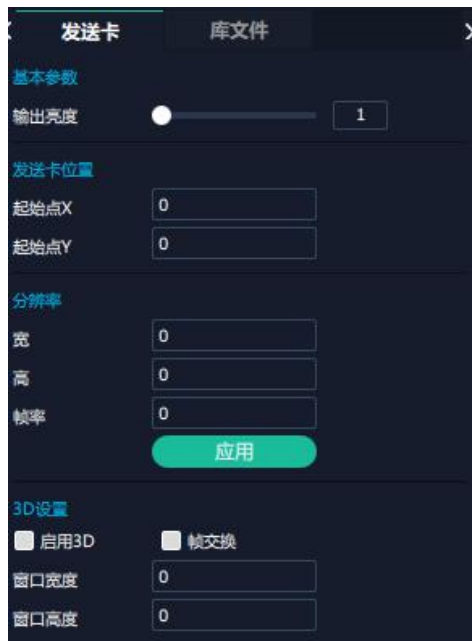 发送卡 库文件
基本参数
输出亮度 1
发送卡位置
起始点X 0
起始点Y 0
分辨率
宽 0
高 0
帧率 0
应用
3D设置
启用3D 帧交换
窗口宽度 0
窗口高度 0